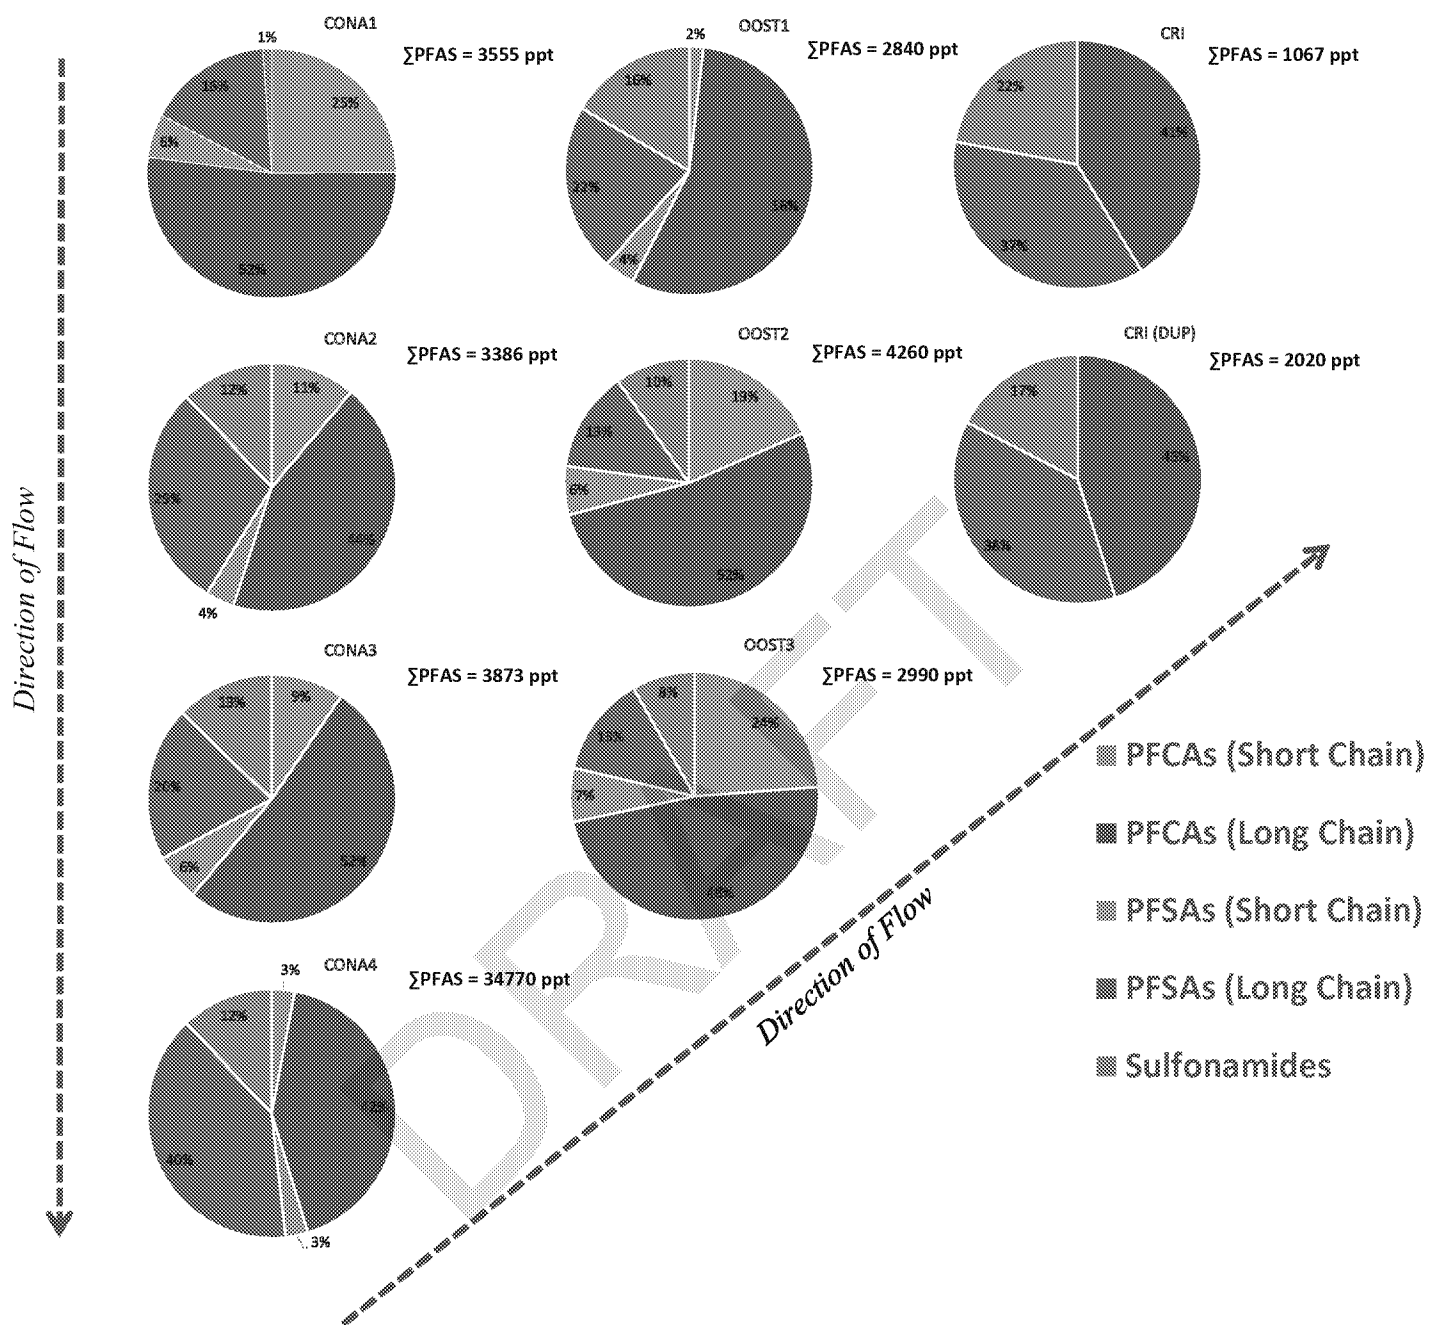 CONA1
∑PFAS = 3555 ppt
1%
25%
52%
6%
OOST1
∑PFAS = 2840 ppt
2%
16%
22%
56%
4%
CRI
∑PFAS = 1067 ppt
22%
41%
37%
CONA2
∑PFAS = 3386 ppt
12%
11%
29%
44%
4%
OOST2
∑PFAS = 4260 ppt
10%
19%
13%
6%
52%
CRI (DUP)
∑PFAS = 2020 ppt
17%
Direction of Flow
CONA3
∑PFAS = 3873 ppt
13%
9%
20%
52%
6%
OOST3
∑PFAS = 2990 ppt
8%
24%
13%
7%
48%
CONA4
∑PFAS = 34770 ppt
3%
12%
40%
3%
Direction of Flow
PFCAs (Short Chain)
PFCAs (Long Chain)
PFSAs (Short Chain)
PFSAs (Long Chain)
Sulfonamides
DRAFT